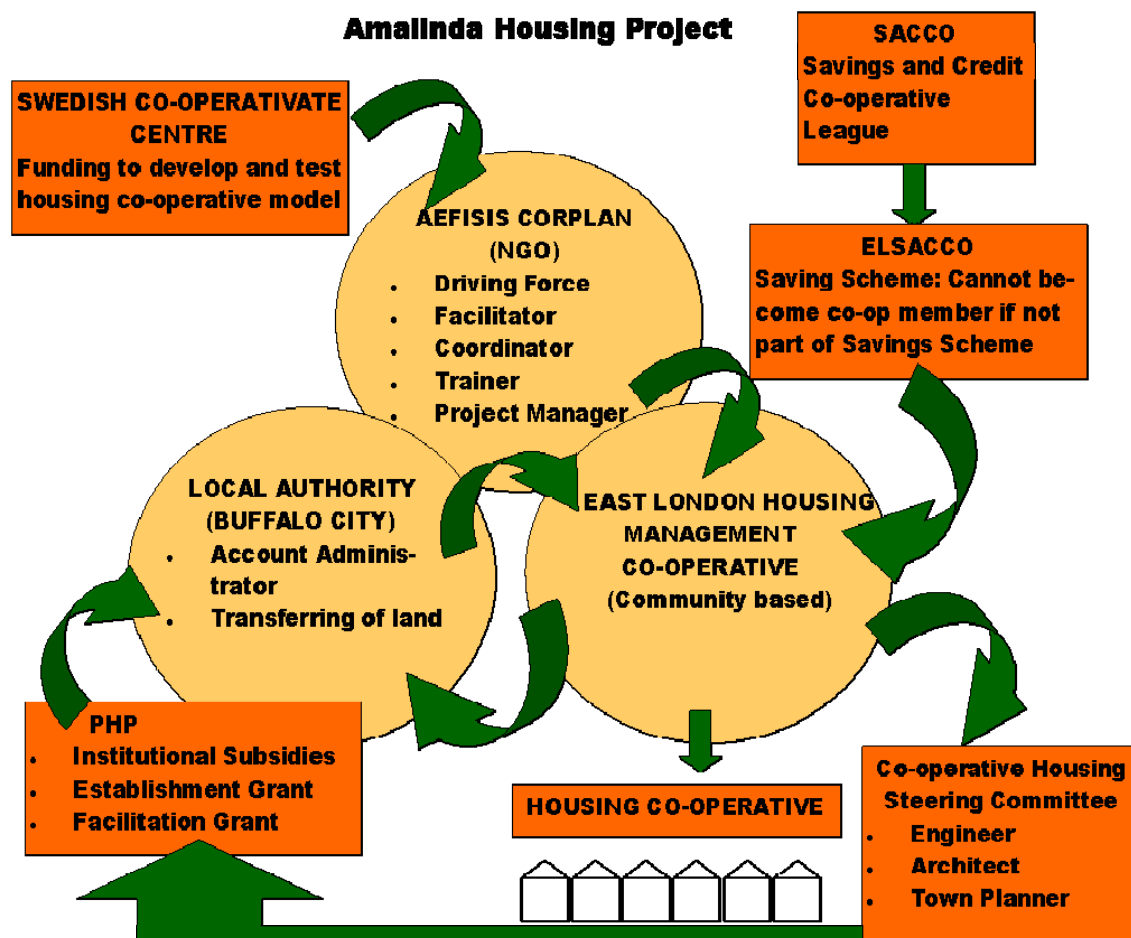 Amalinda Housing Project
SACCO
Savings and Credit
Co-operative
League
SWEDISH CO-OPERATIVATE
CENTRE
Funding to develop and test
housing co-operative model
AEFISIS CORPLAN
(NGO)
• Driving Force
• Facilitator
• Coordinator
• Trainer
• Project Manager
ELSACCO
Saving Scheme: Cannot be-
come co-op member if not
part of Savings Scheme
LOCAL AUTHORITY
(BUFFALO CITY)
• Account Adminis-
trator
• Transferring of land
EAST LONDON HOUSING
MANAGEMENT
CO-OPERATIVE
(Community based)
PHP
• Institutional Subsidies
• Establishment Grant
• Facilitation Grant
HOUSING CO-OPERATIVE
Co-operative Housing
Steering Committee
• Engineer
• Architect
• Town Planner